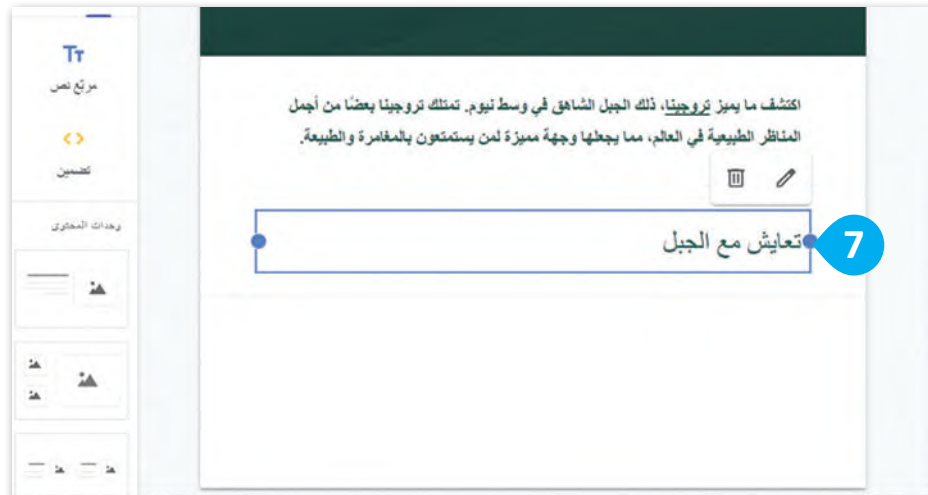 Tт
مربّع نص
<>
تضمين
وحدات المحتوى
اكتشف ما يميز تروجينا، ذلك الجبل الشاهق في وسط نيوم. تمتلك تروجينا بعضًا من أجمل
المناظر الطبيعية في العالم، مما يجعلها وجهة مميزة لمن يستمتعون بالمغامرة والطبيعة.
تعايش مع الجبل
7